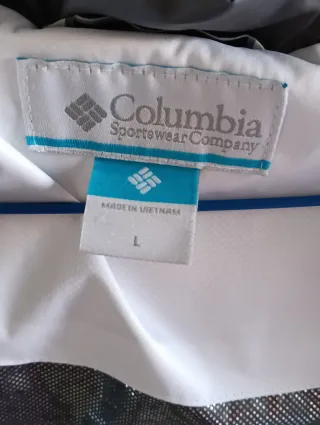 Columbia
Sportswear Company
MADE IN VIETNAM
L